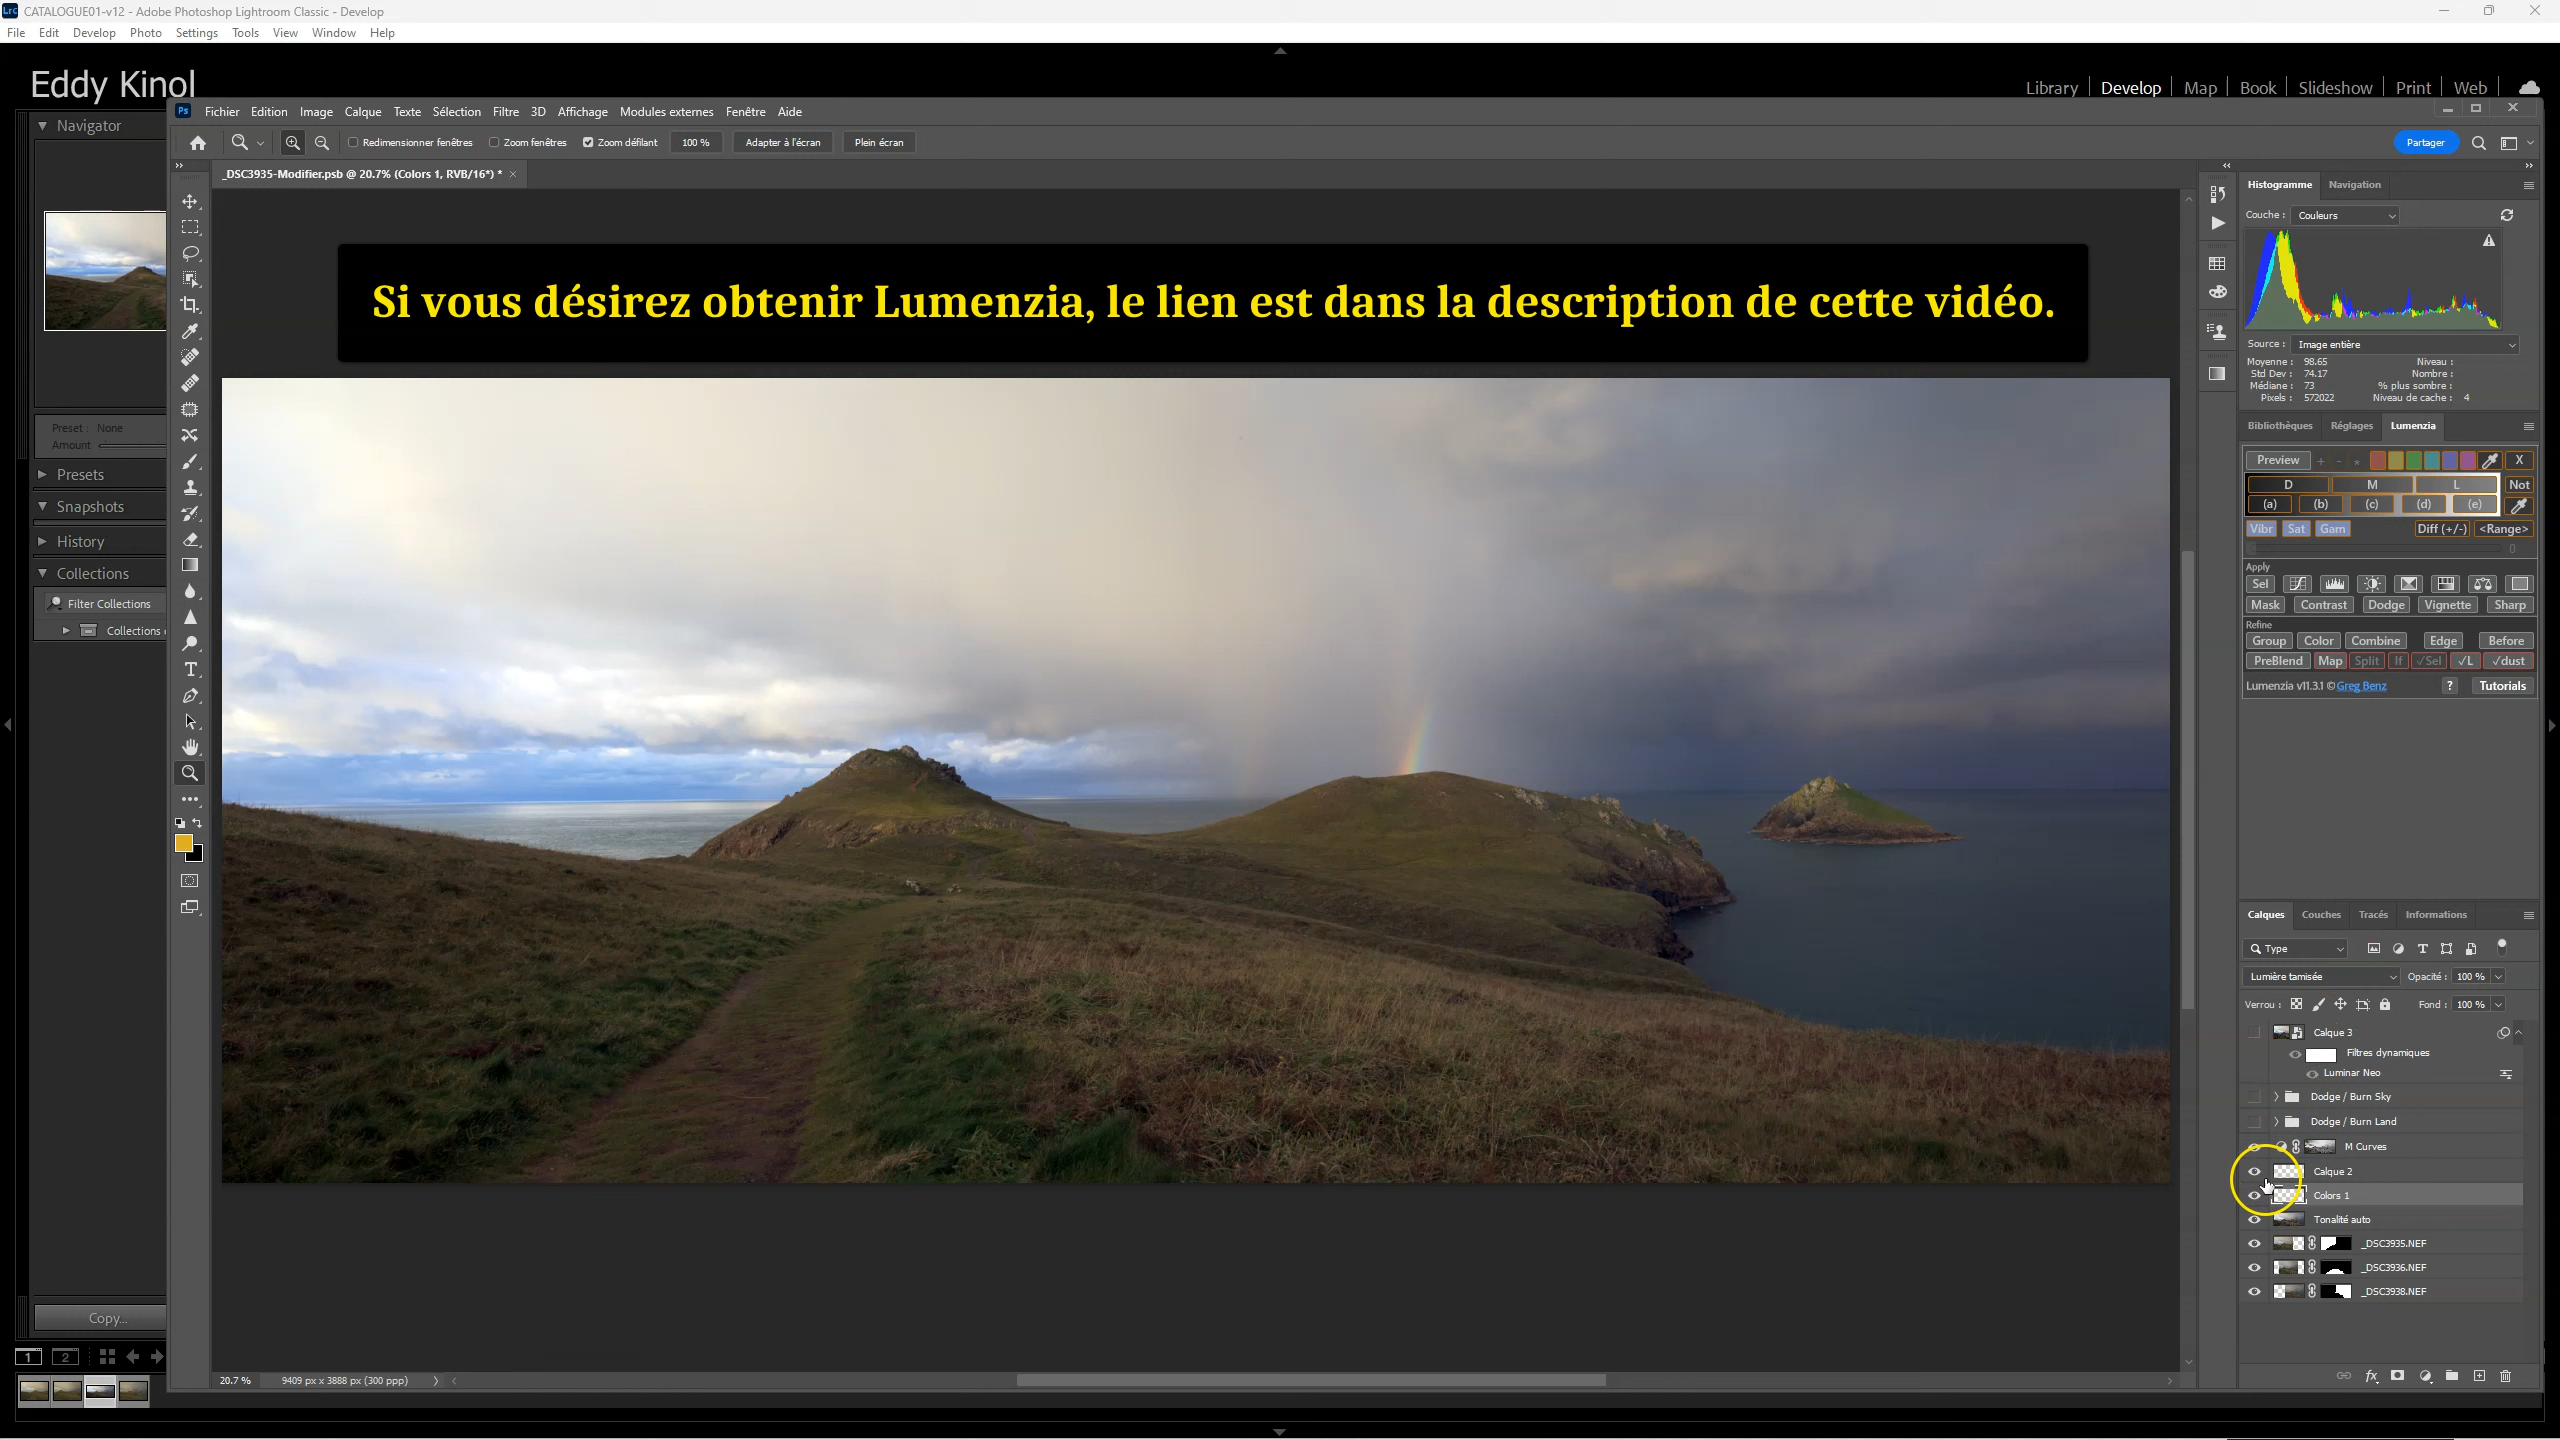 CATALOGUE01-v12 - Adobe Photoshop Lightroom Classic - Develop
File Edit Develop Photo Settings Tools View Window Help
Eddy Kinol
Library Develop Map Book Slideshow Print Web
Fichier Edition Image Calque Texte Sélection Filtre 3D Affichage Modules externes Fenêtre Aide
Redimensionner fenêtres Zoom fenêtres Zoom défilant 100 % Adapter à l'écran Plein écran Partager
_DSC3935-Modifier.psb @ 20.7% (Colors 1, RVB/16*) *
Navigator
Preset : None
Amount
Presets
Snapshots
History
Collections
Filter Collections
Collections
Copy...
1 2
Si vous désirez obtenir Lumenzia, le lien est dans la description de cette vidéo.
20.7 % 9409 px x 3888 px (300 ppp)
Histogramme Navigation
Couche : Couleurs
Source : Image entière
Moyenne : 98.65 Niveau :
Std Dev : 74.17 Nombre :
Médiane : 73 % plus sombre :
Pixels : 572022 Niveau de cache : 4
Bibliothèques Réglages Lumenzia
Preview + - * X
D M L Not
(a) (b) (c) (d) (e)
Vibr Sat Gam Diff (+/-) <Range>
0
Apply
Sel
Mask Contrast Dodge Vignette Sharp
Refine
Group Color Combine Edge Before
PreBlend Map Split If ✓Sel ✓L ✓dust
Lumenzia v11.3.1 © Greg Benz ? Tutorials
Calques Couches Tracés Informations
Type
Lumière tamisée Opacité : 100 %
Verrou : Fond : 100 %
Calque 3
Filtres dynamiques
Luminar Neo
Dodge / Burn Sky
Dodge / Burn Land
M Curves
Calque 2
Colors 1
Tonalité auto
_DSC3935.NEF
_DSC3936.NEF
_DSC3938.NEF